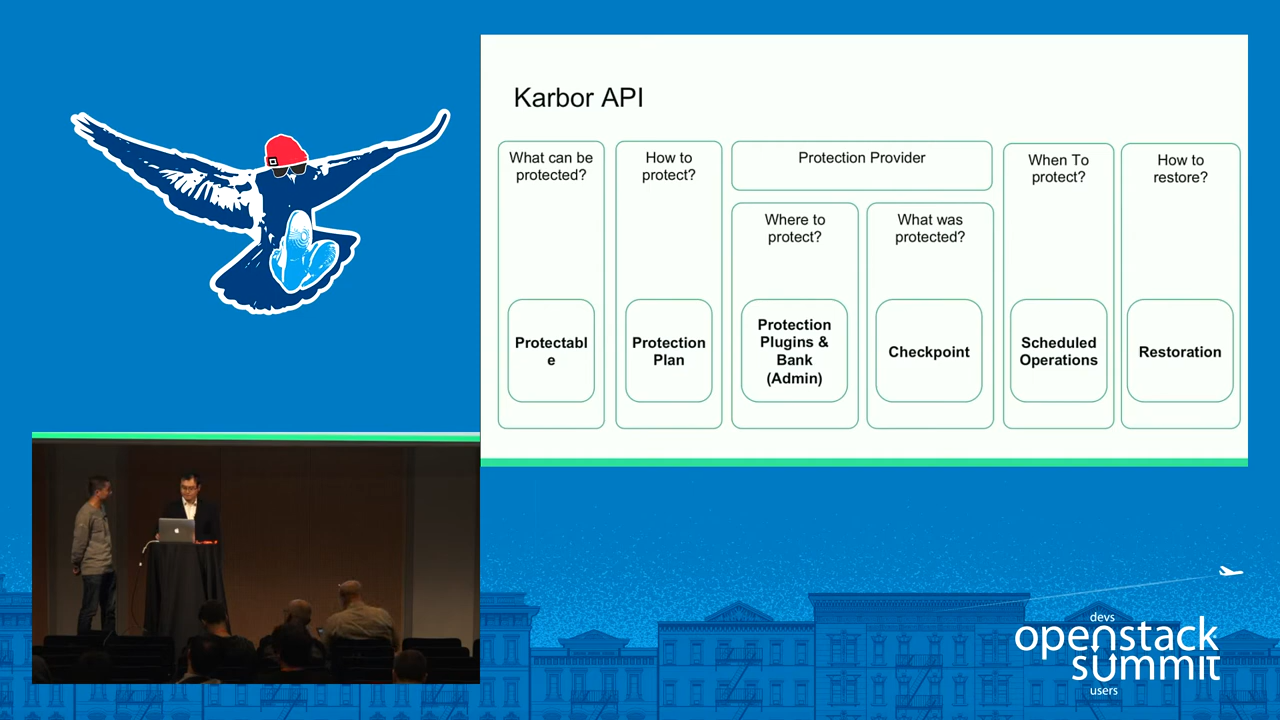 Karbor API
What can be
protected?
Protectabl
e
How to
protect?
Protection
Plan
Protection Provider
Where to
protect?
Protection
Plugins &
Bank
(Admin)
What was
protected?
Checkpoint
When To
protect?
Scheduled
Operations
How to
restore?
Restoration
devs
openstack
summit
users